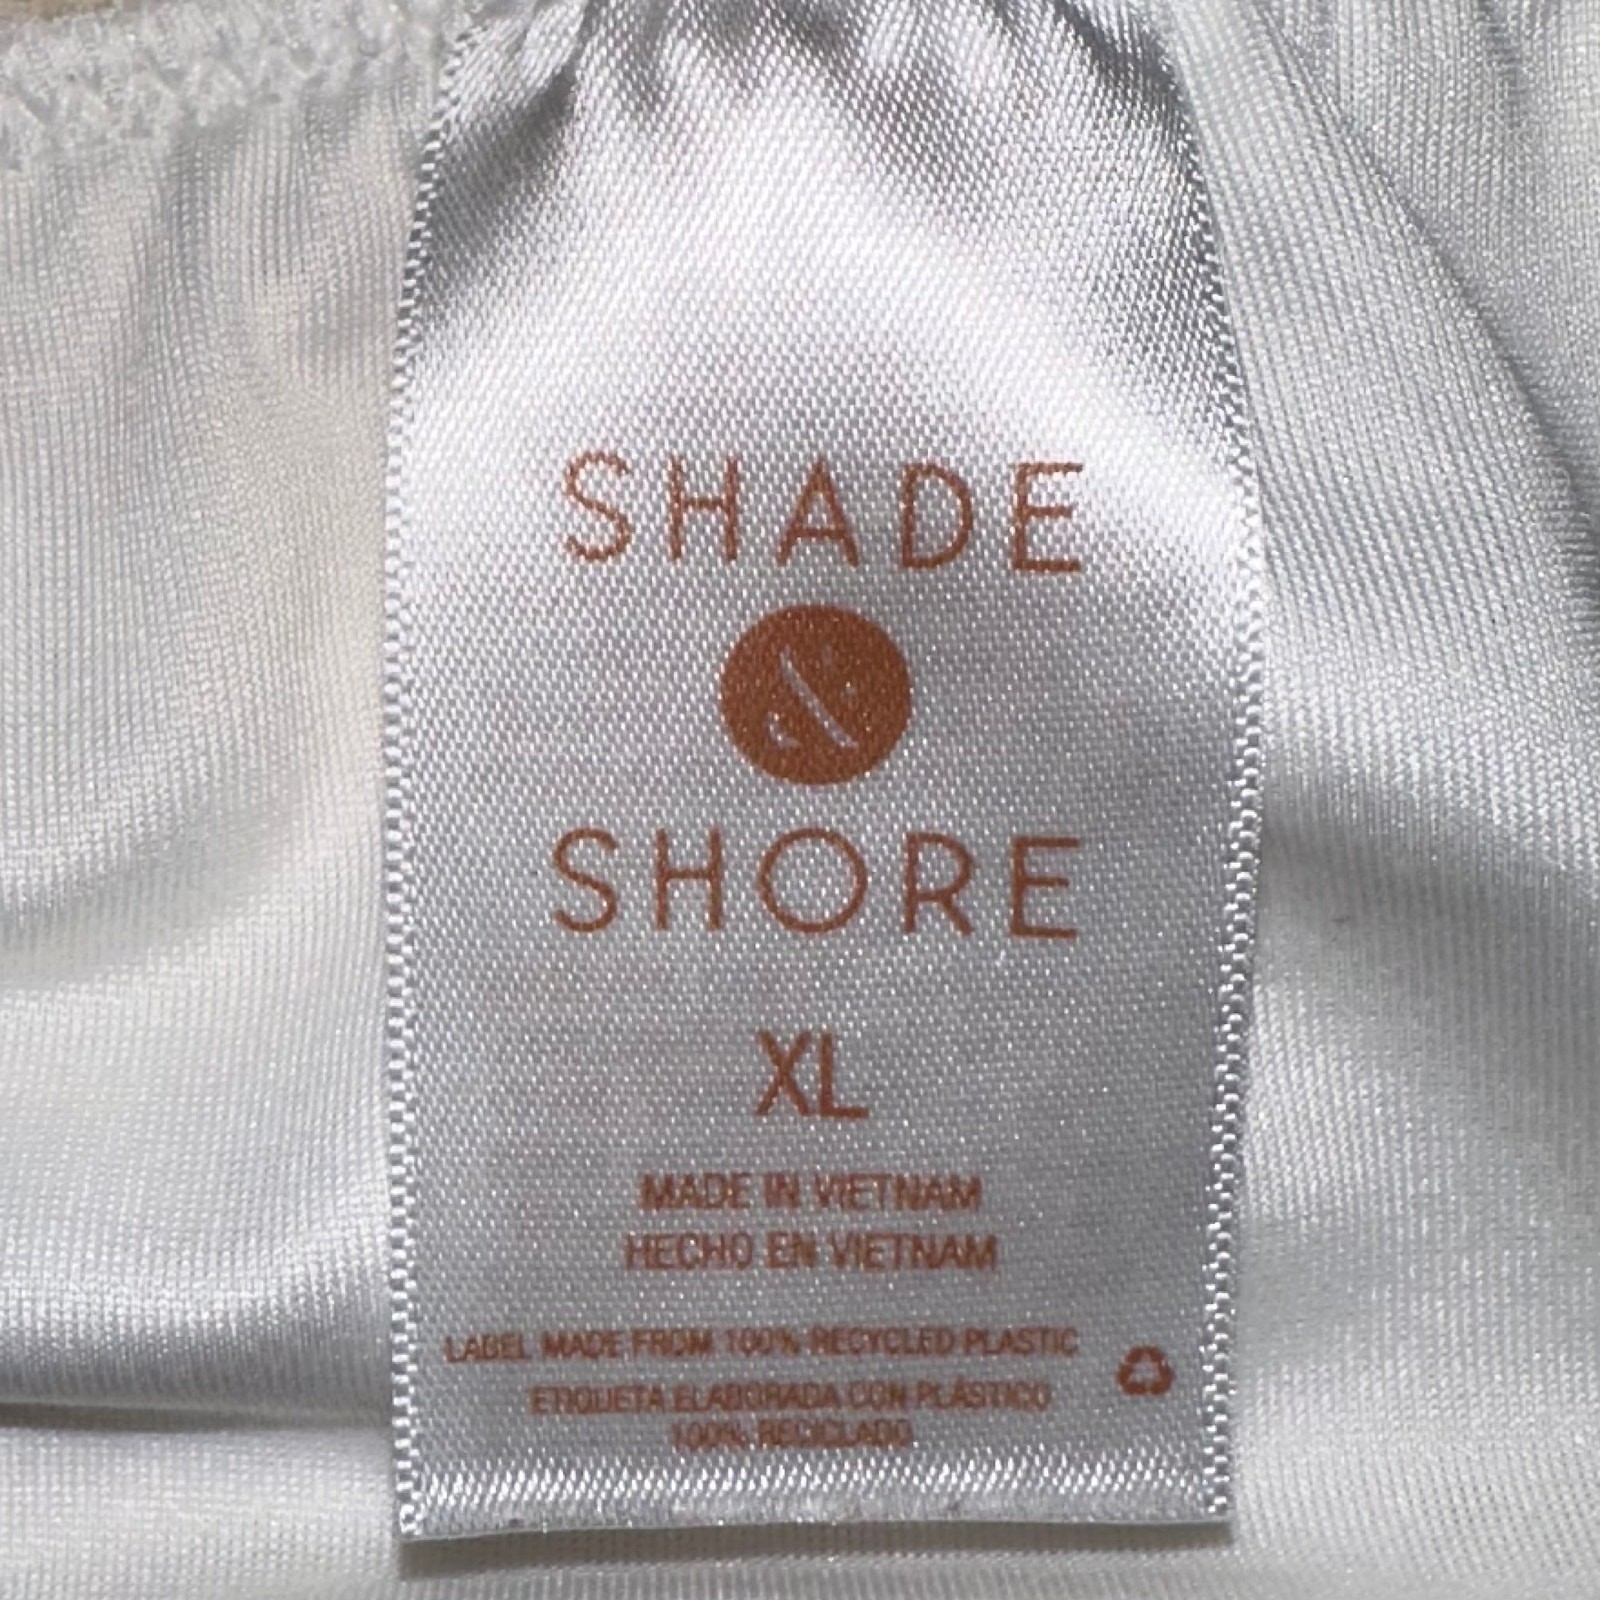 SHADE
&
SHORE
XL
MADE IN VIETNAM
HECHO EN VIETNAM
LABEL MADE FROM 100% RECYCLED PLASTIC
ETIQUETA ELABORADA CON PLÁSTICO
100% RECICLADO